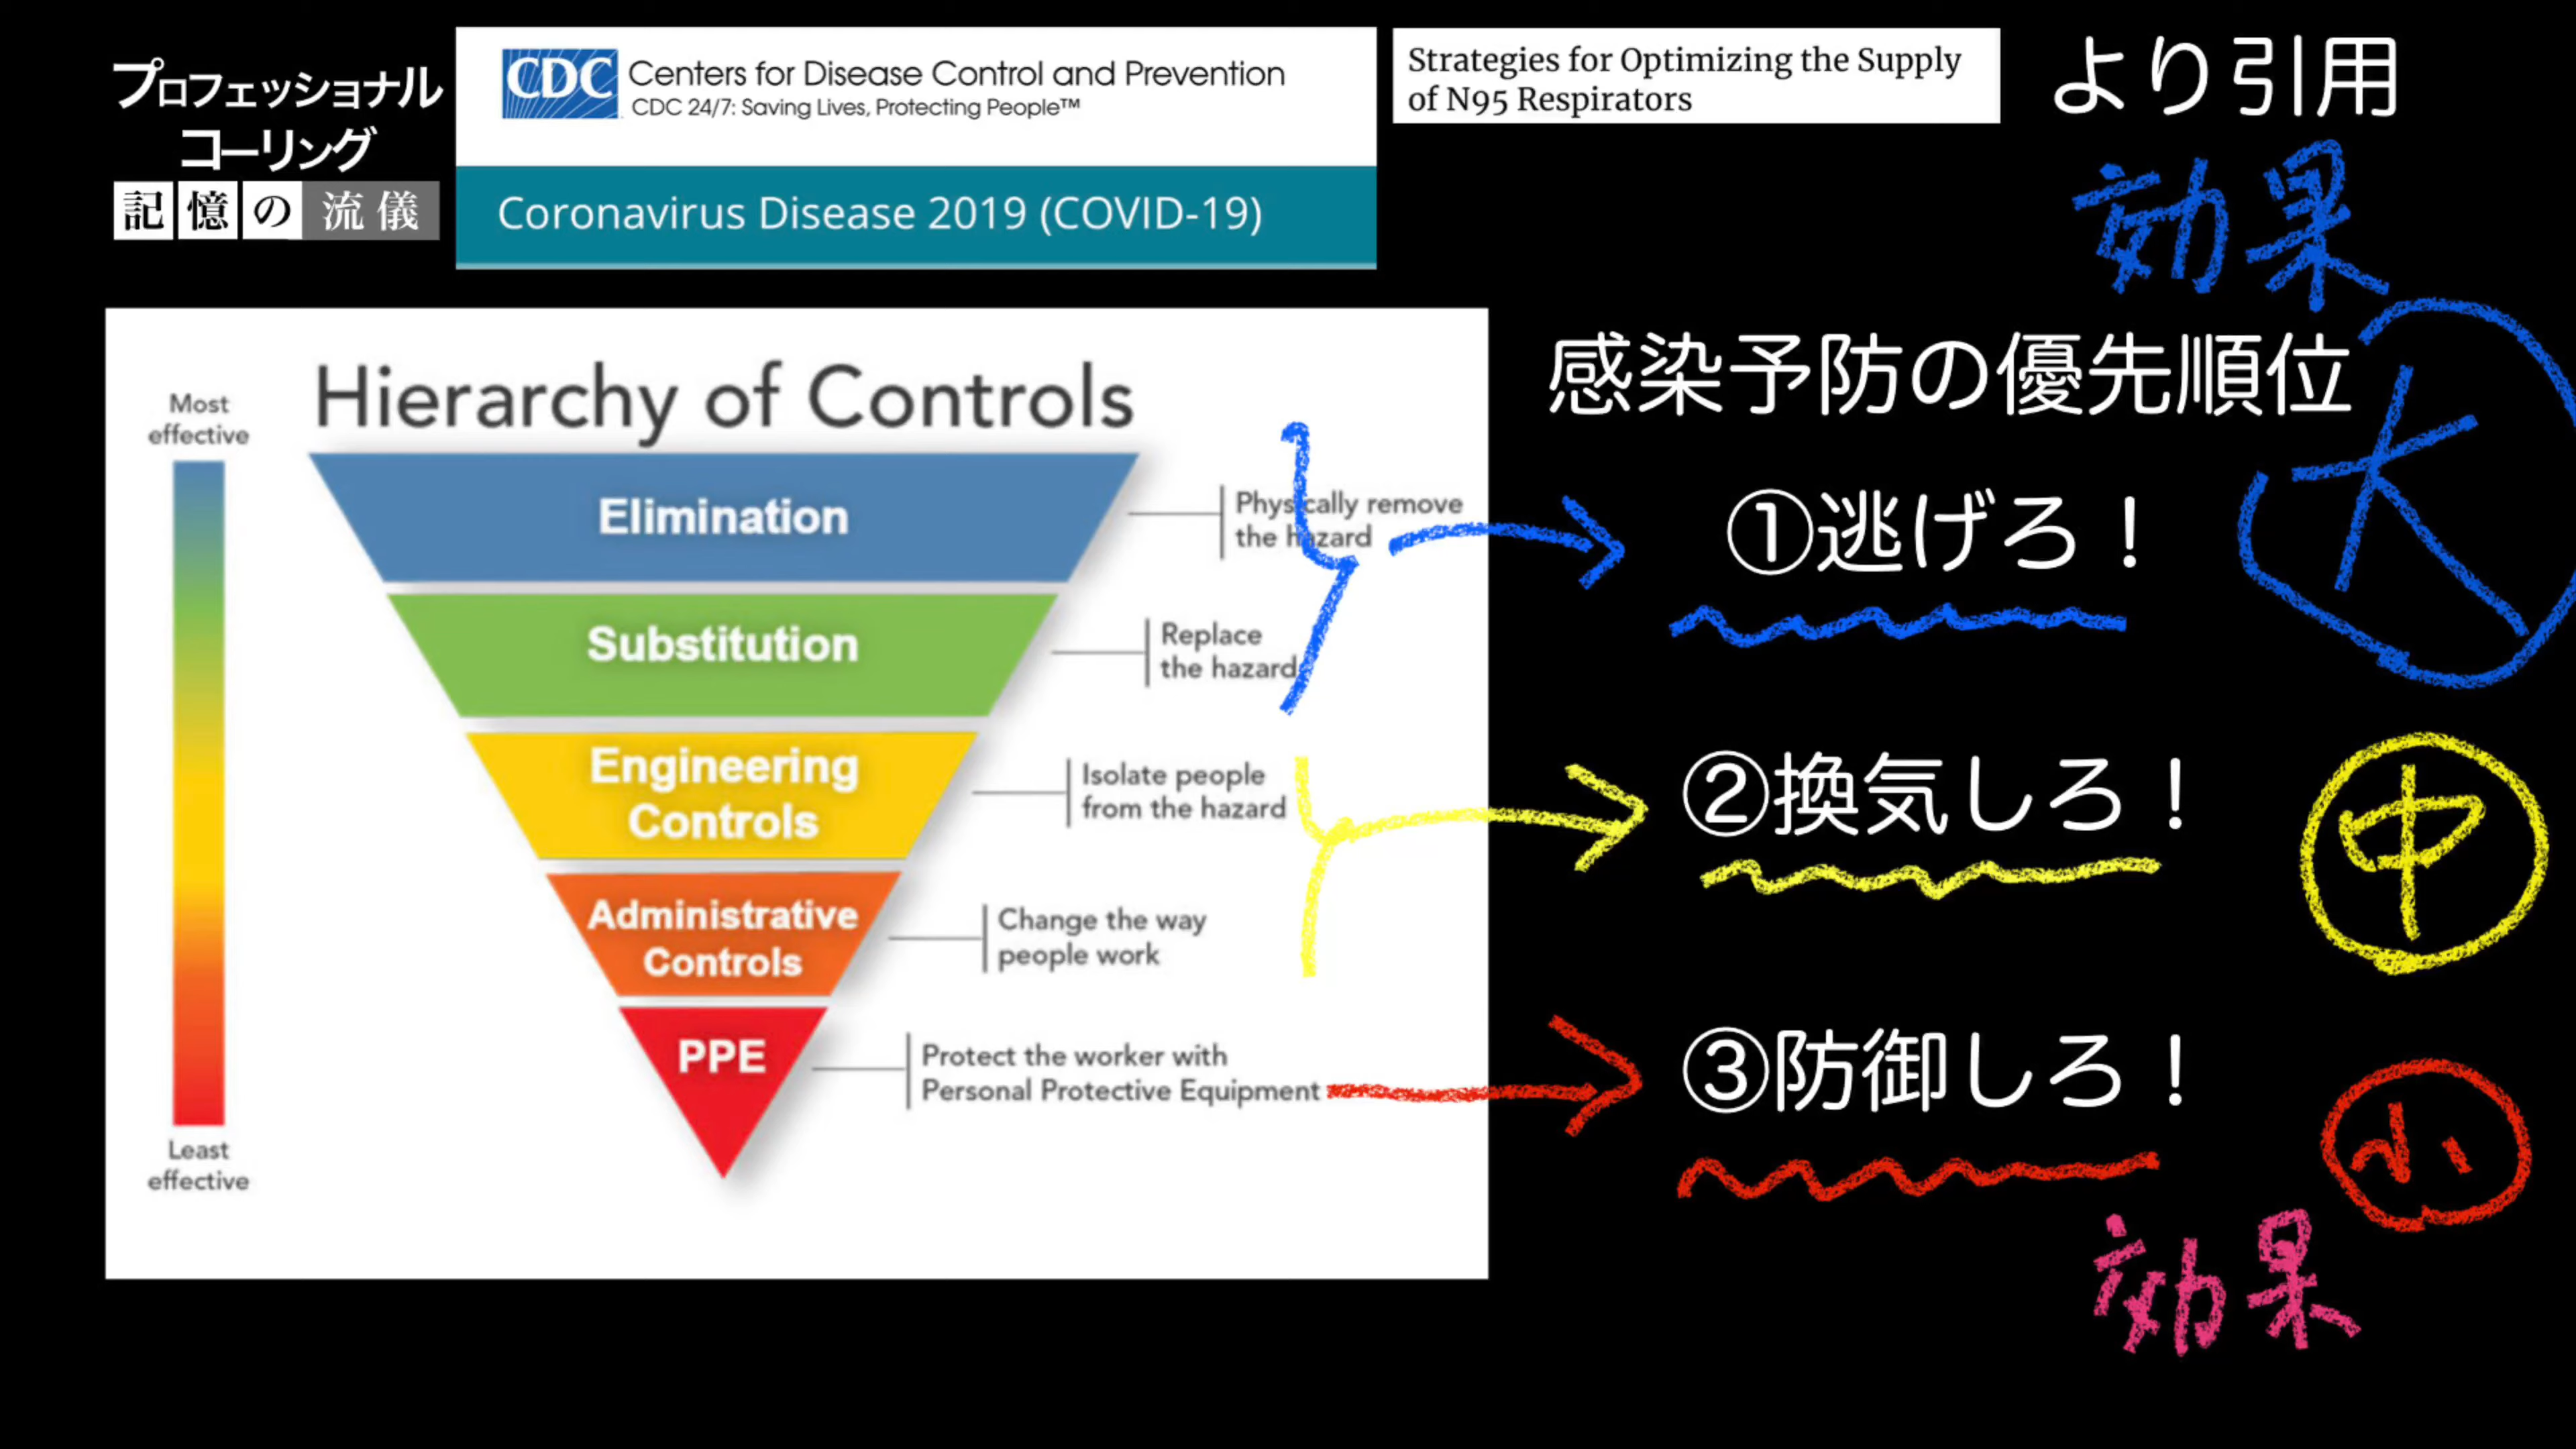 プロフェッショナル
コーリング
記憶の流儀
CDC Centers for Disease Control and Prevention
CDC 24/7: Saving Lives, Protecting People™
Coronavirus Disease 2019 (COVID-19)
Strategies for Optimizing the Supply
of N95 Respirators
より引用
効果
Hierarchy of Controls
Most
effective
Least
effective
Elimination
Physically remove
the hazard
Substitution
Replace
the hazard
Engineering
Controls
Isolate people
from the hazard
Administrative
Controls
Change the way
people work
PPE
Protect the worker with
Personal Protective Equipment
感染予防の優先順位
①逃げろ！
大
②換気しろ！
中
③防御しろ！
小
効果